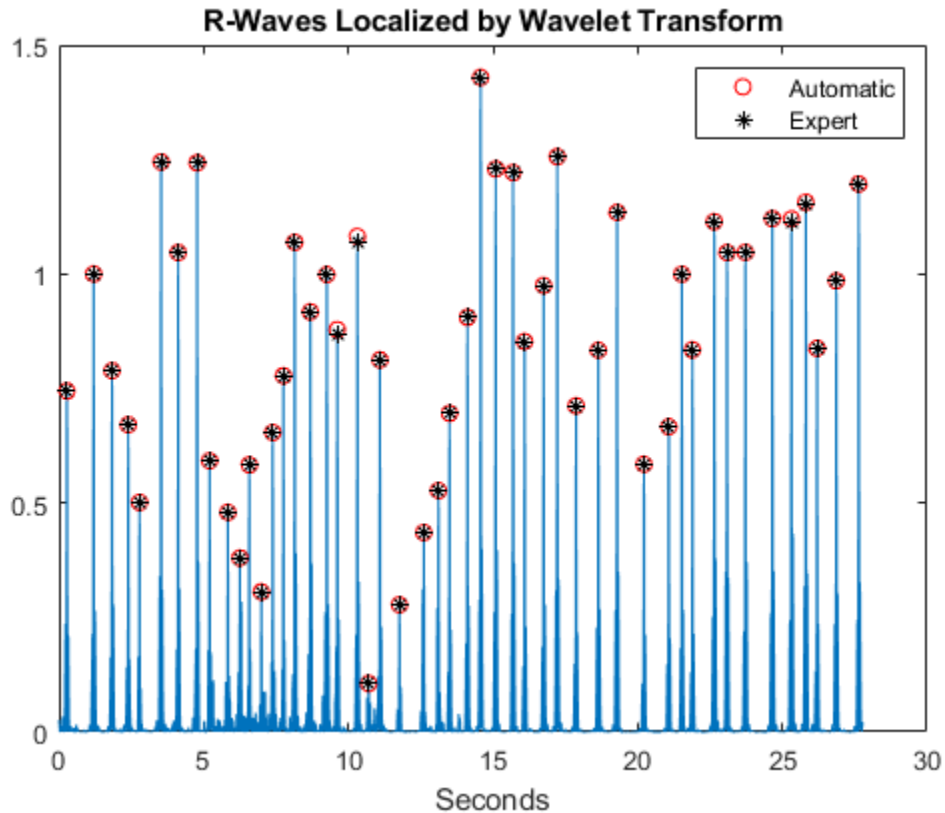 R-Waves Localized by Wavelet Transform
1.5
Automatic
Expert
1
0.5
0
0 5 10 15 20 25 30
Seconds